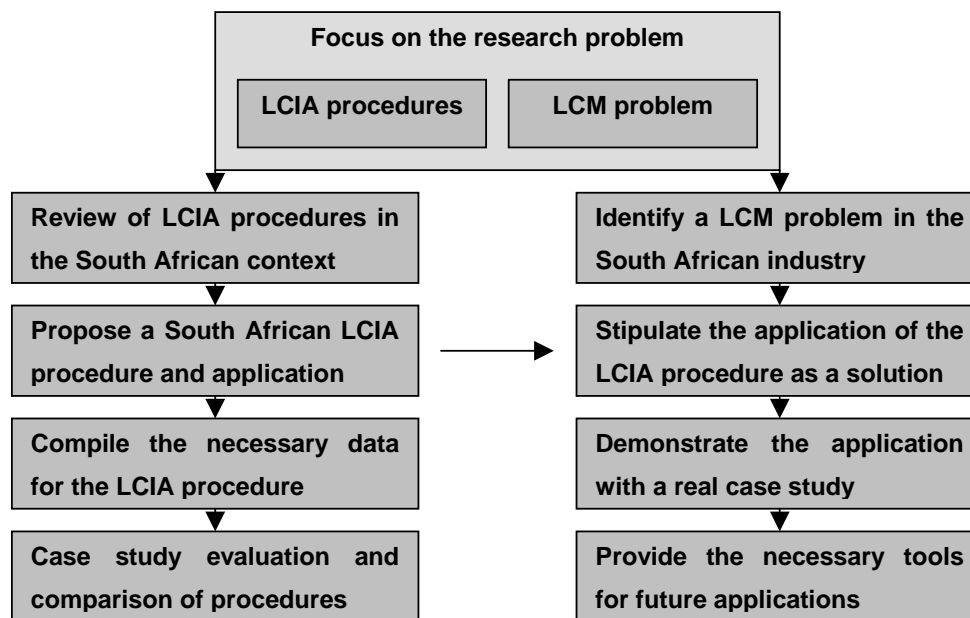 Focus on the research problem
LCIA procedures
LCM problem
Review of LCIA procedures in
the South African context
Identify a LCM problem in the
South African industry
Propose a South African LCIA
procedure and application
Stipulate the application of the
LCIA procedure as a solution
Compile the necessary data
for the LCIA procedure
Demonstrate the application
with a real case study
Case study evaluation and
comparison of procedures
Provide the necessary tools
for future applications